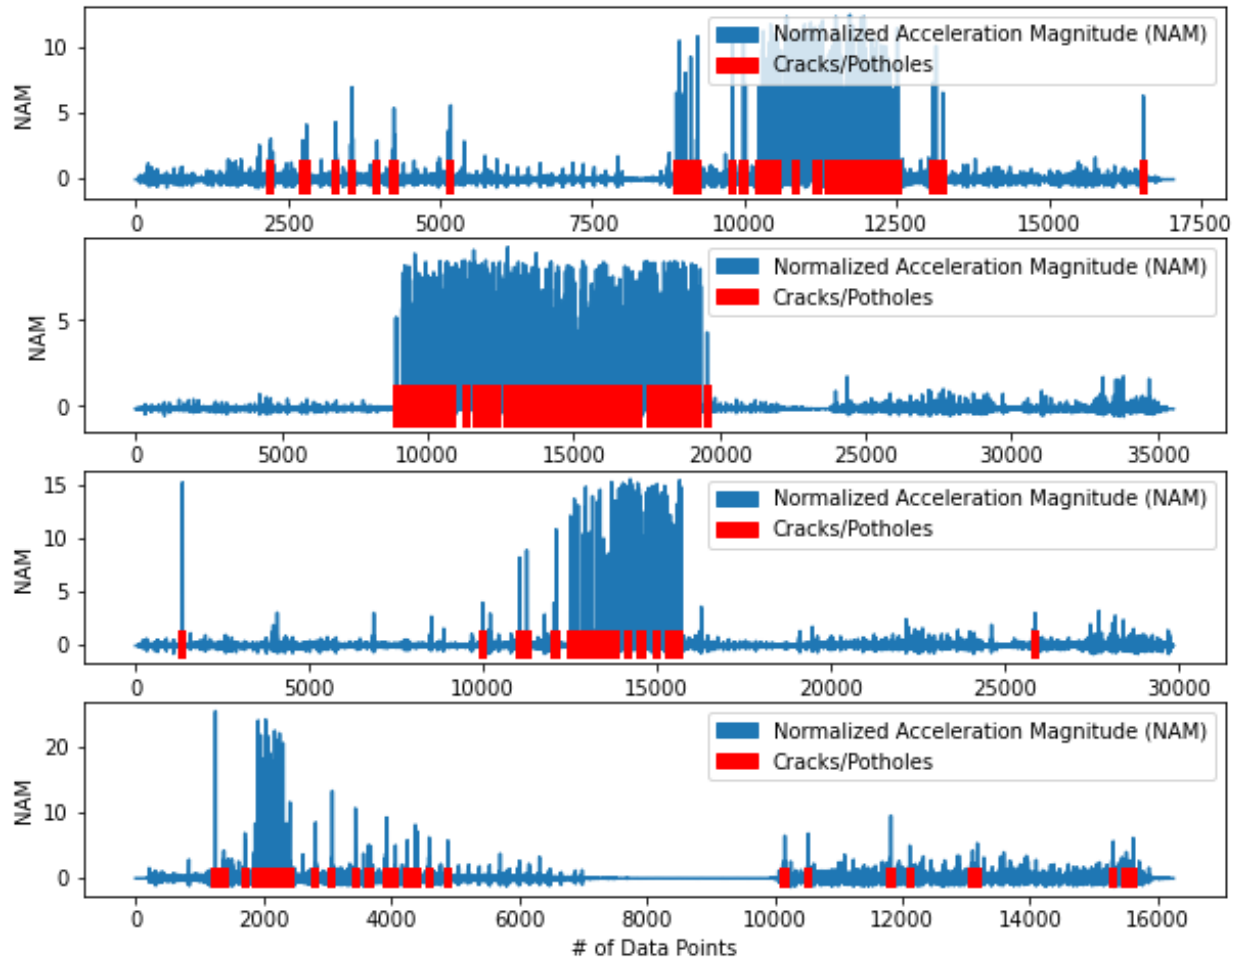 Normalized Acceleration Magnitude (NAM)
Cracks/Potholes
NAM
10
5
0
0 2500 5000 7500 10000 12500 15000 17500
Normalized Acceleration Magnitude (NAM)
Cracks/Potholes
NAM
5
0
0 5000 10000 15000 20000 25000 30000 35000
Normalized Acceleration Magnitude (NAM)
Cracks/Potholes
NAM
15
10
5
0
0 5000 10000 15000 20000 25000 30000
Normalized Acceleration Magnitude (NAM)
Cracks/Potholes
NAM
20
10
0
0 2000 4000 6000 8000 10000 12000 14000 16000
# of Data Points